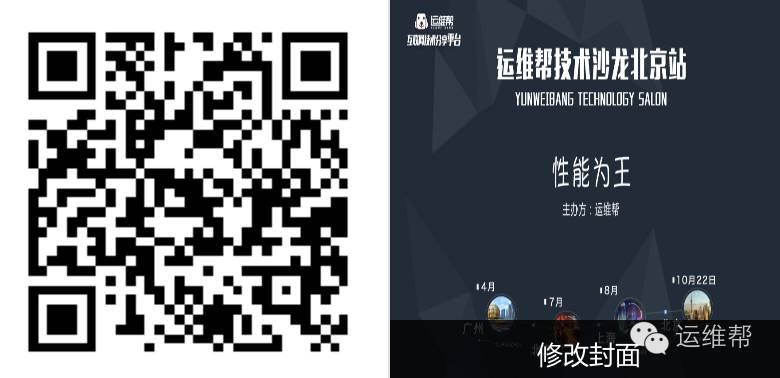 运维帮
互联网技术分享平台
运维帮技术沙龙北京站
YUNWEIBANG TECHNOLOGY SALON
性能为王
主办方：运维帮
4月
7月
8月
10月22日
广州
上海
北京
运维帮
修改封面